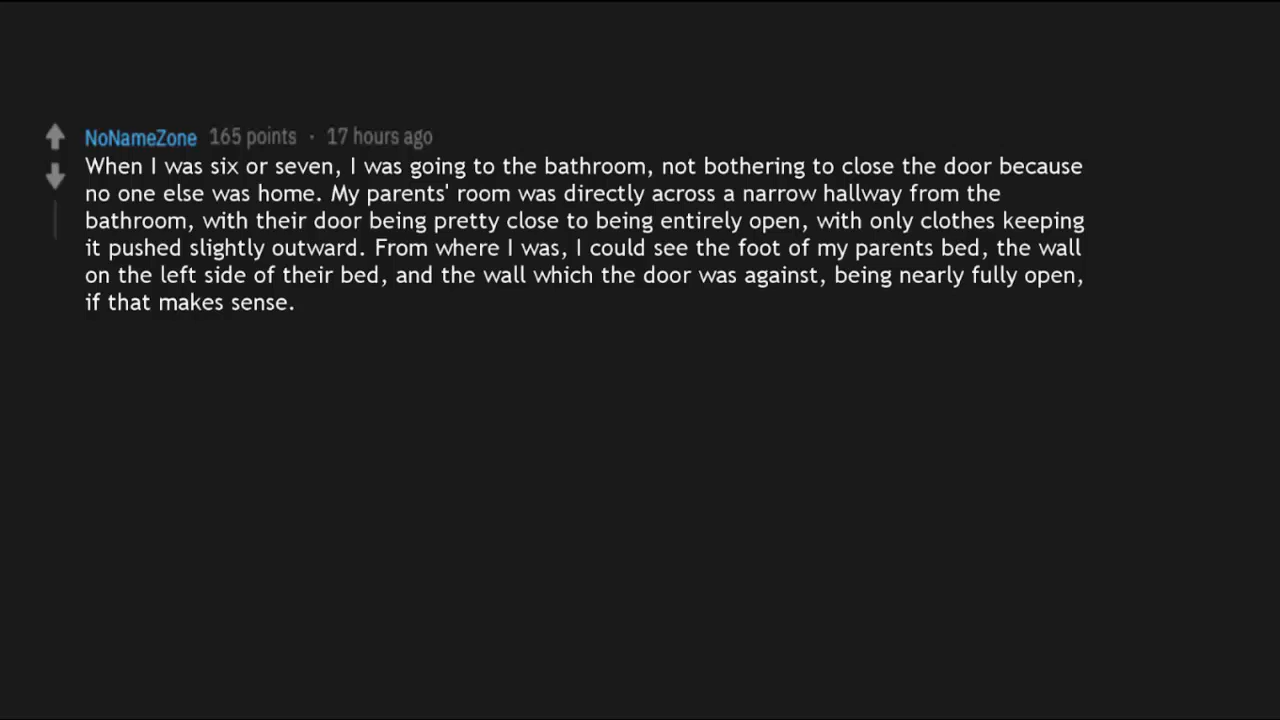 NoNameZone 165 points · 17 hours ago
When I was six or seven, I was going to the bathroom, not bothering to close the door because
no one else was home. My parents' room was directly across a narrow hallway from the
bathroom, with their door being pretty close to being entirely open, with only clothes keeping
it pushed slightly outward. From where I was, I could see the foot of my parents bed, the wall
on the left side of their bed, and the wall which the door was against, being nearly fully open,
if that makes sense.